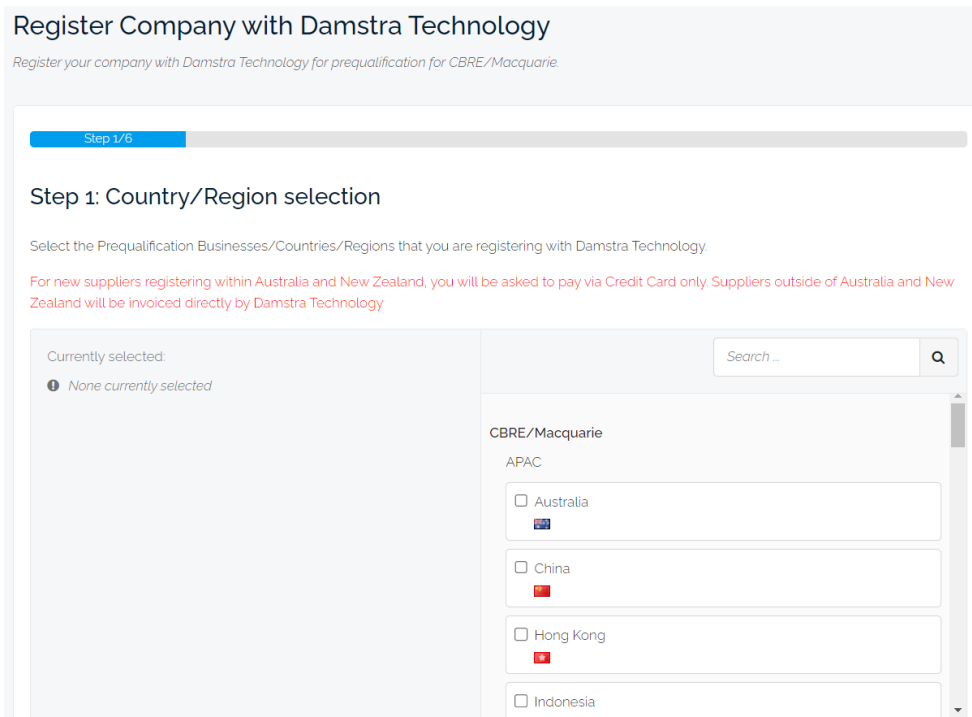 Register Company with Damstra Technology
Register your company with Damstra Technology for prequalification for CBRE/Macquarie.
Step 1/6
Step 1: Country/Region selection
Select the Prequalification Businesses/Countries/Regions that you are registering with Damstra Technology.
For new suppliers registering within Australia and New Zealand, you will be asked to pay via Credit Card only. Suppliers outside of Australia and New
Zealand will be invoiced directly by Damstra Technology
Currently selected:
None currently selected
Search ...
CBRE/Macquarie
APAC
Australia
China
Hong Kong
Indonesia